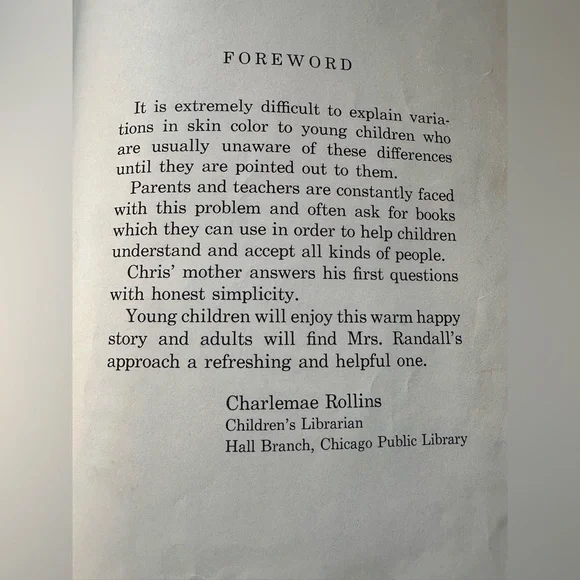 FOREWORD
It is extremely difficult to explain varia-
tions in skin color to young children who
are usually unaware of these differences
until they are pointed out to them.
Parents and teachers are constantly faced
with this problem and often ask for books
which they can use in order to help children
understand and accept all kinds of people.
Chris’ mother answers his first questions
with honest simplicity.
Young children will enjoy this warm happy
story and adults will find Mrs. Randall’s
approach a refreshing and helpful one.
Charlemae Rollins
Children’s Librarian
Hall Branch, Chicago Public Library